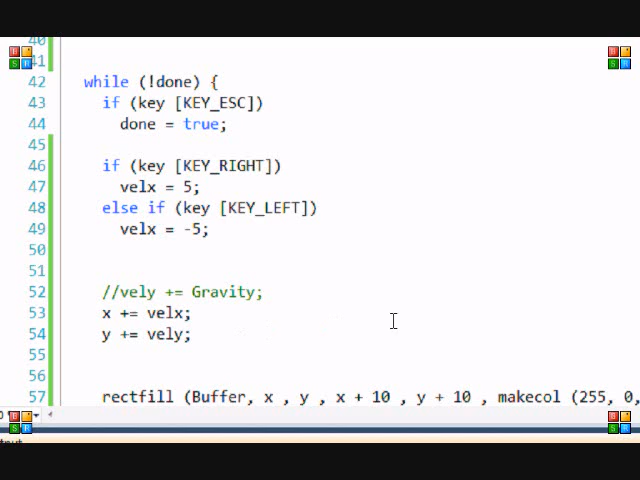 40
41
42 while (!done) {
43 if (key [KEY_ESC])
44 done = true;
45
46 if (key [KEY_RIGHT])
47 velx = 5;
48 else if (key [KEY_LEFT])
49 velx = -5;
50
51
52 //vely += Gravity;
53 x += velx;
54 y += vely;
55
56
57 rectfill (Buffer, x , y , x + 10 , y + 10 , makecol (255, 0,